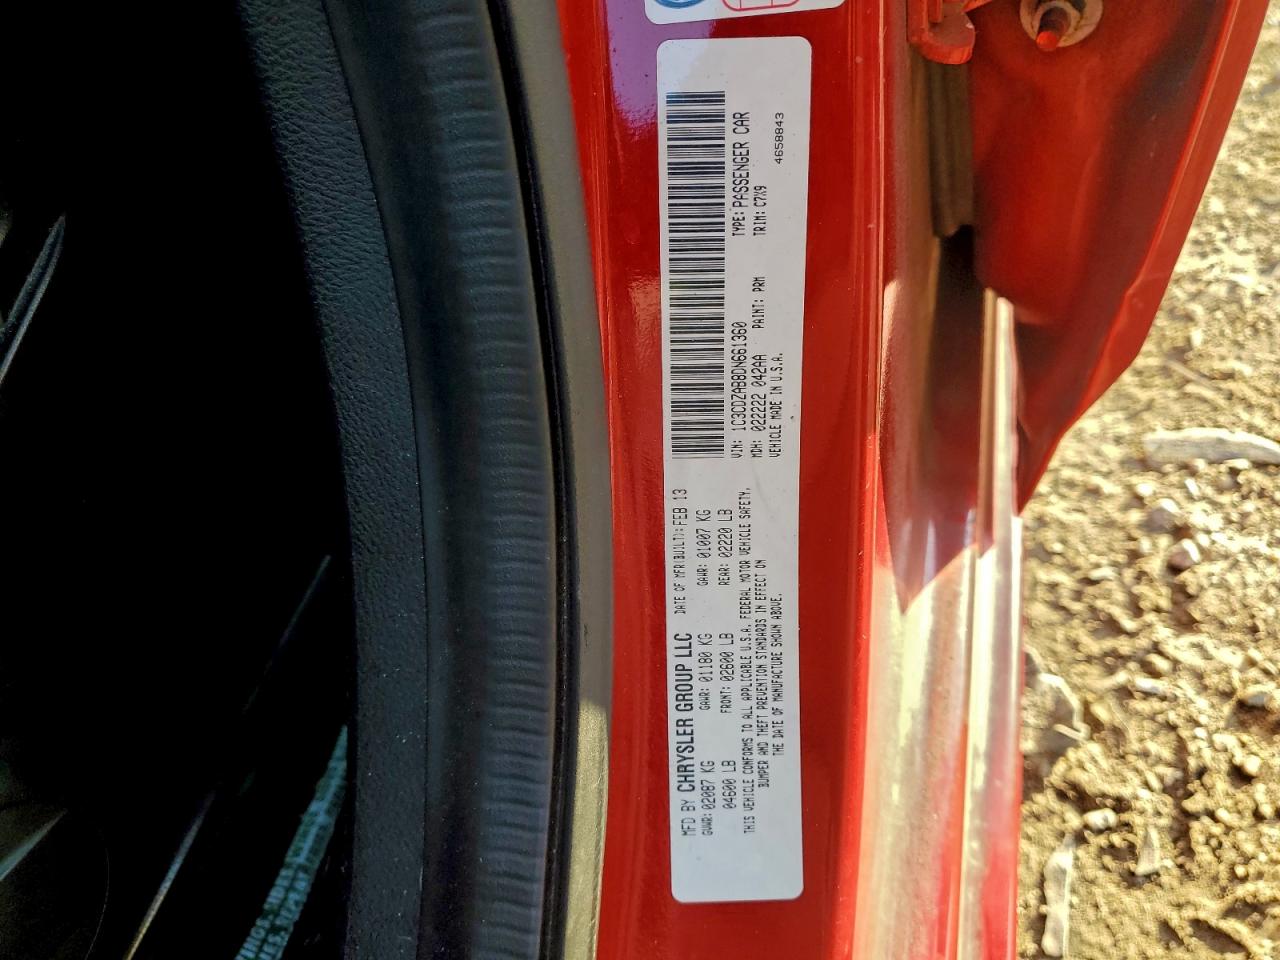 MFD BY CHRYSLER GROUP LLC DATE OF MFR(BUILT):FEB 13
GVWR: 02087 KG GAWR: 01180 KG GAWR: 01007 KG
04600 LB FRONT: 02600 LB REAR: 02220 LB
THIS VEHICLE CONFORMS TO ALL APPLICABLE U.S.A. FEDERAL MOTOR VEHICLE SAFETY,
BUMPER AND THEFT PREVENTION STANDARDS IN EFFECT ON
THE DATE OF MANUFACTURE SHOWN ABOVE.
VIN: 1C3CDZAB8DN661360 TYPE: PASSENGER CAR
MDH: 022222 042AA PAINT: PRM TRIM: C7X9
VEHICLE MADE IN U.S.A.
4658843